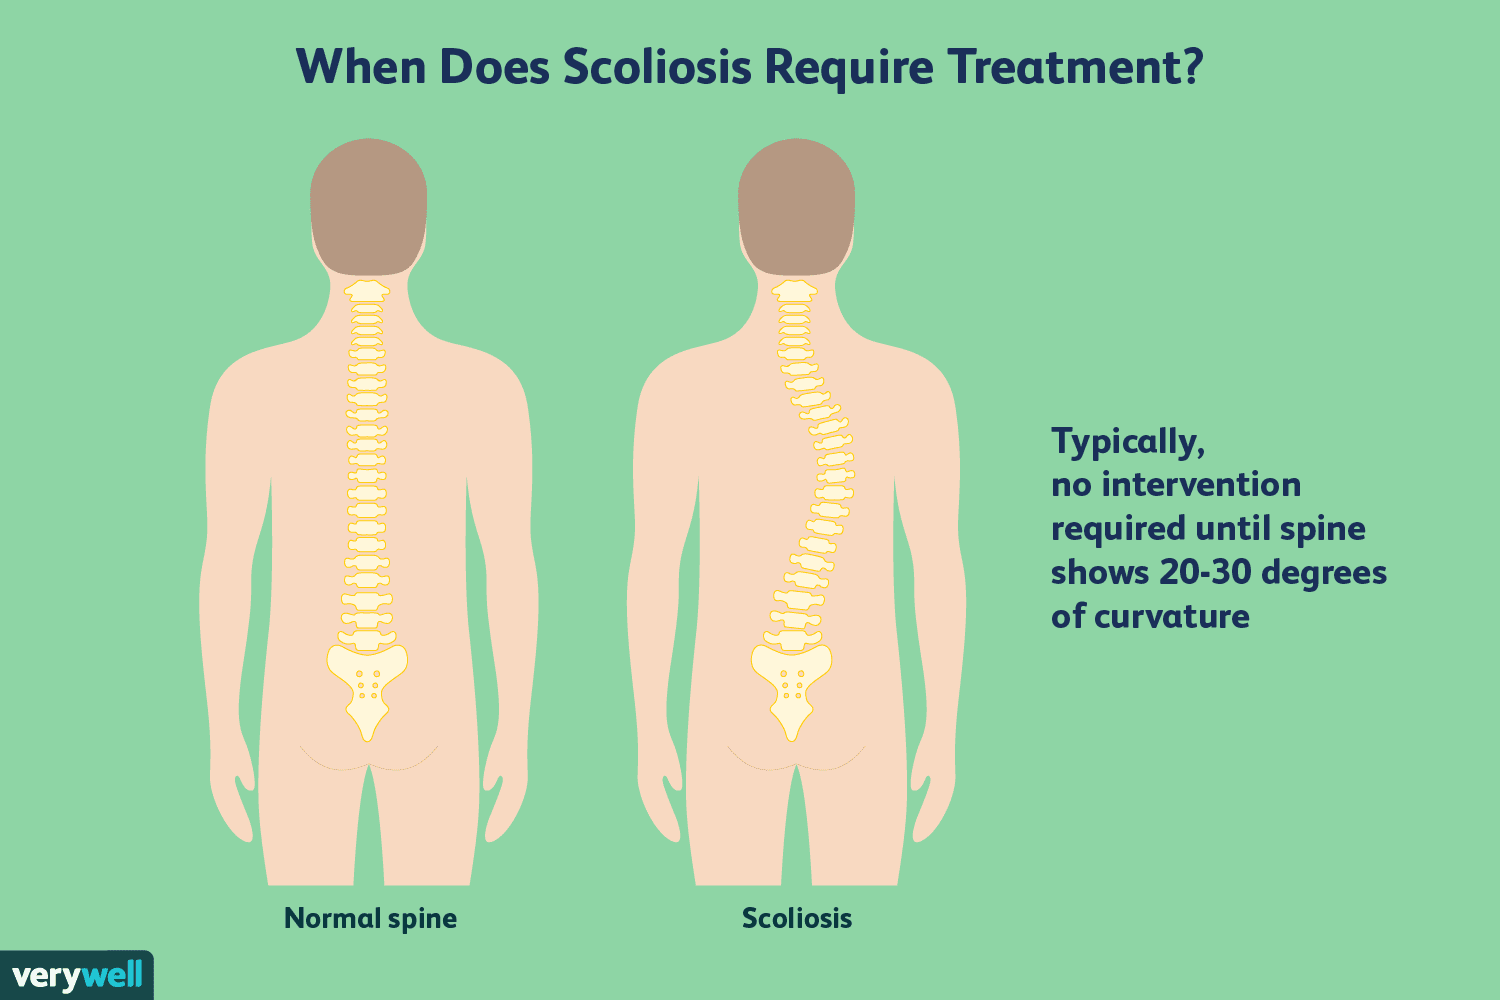 When Does Scoliosis Require Treatment?
Typically,
no intervention
required until spine
shows 20-30 degrees
of curvature
Normal spine
Scoliosis
verywell